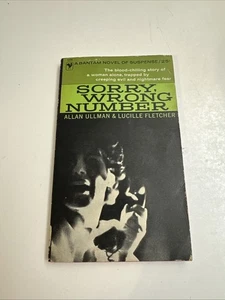 A BANTAM NOVEL OF SUSPENSE
The blood-chilling story of
a woman alone, trapped by
creeping evil and nightmare fear
SORRY,
WRONG
NUMBER
ALLAN ULLMAN & LUCILLE FLETCHER